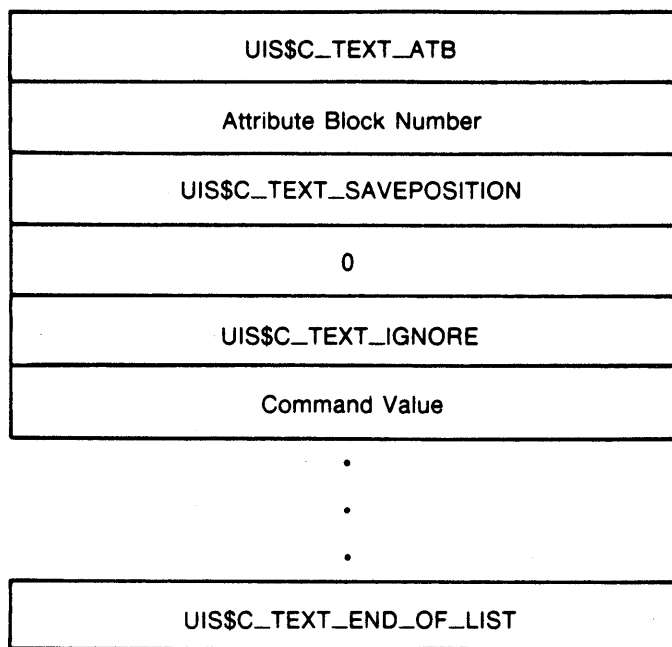 UIS$C_TEXT_ATB
Attribute Block Number
UIS$C_TEXT_SAVEPOSITION
0
UIS$C_TEXT_IGNORE
Command Value
.
.
.
UIS$C_TEXT_END_OF_LIST